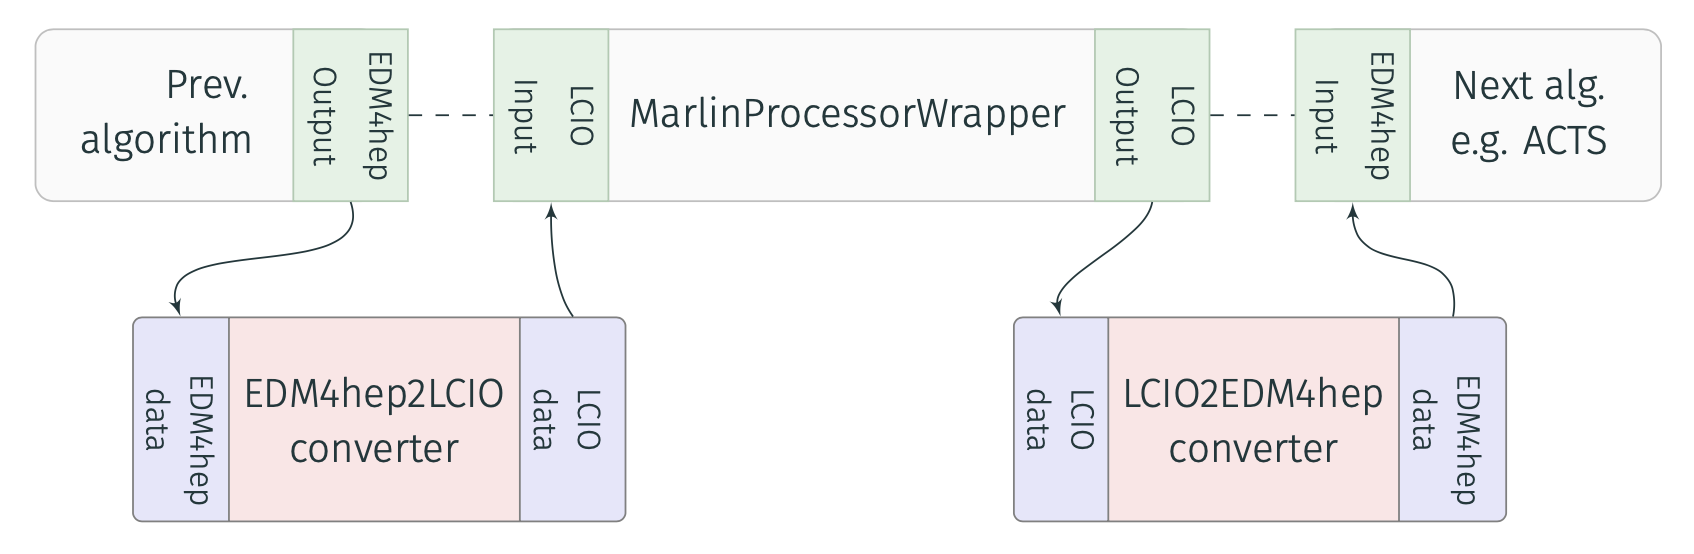 Prev.
algorithm
EDM4hep
Output
LCIO
Input
MarlinProcessorWrapper
LCIO
Output
EDM4hep
Input
Next alg.
e.g. ACTS
EDM4hep
data
EDM4hep2LCIO
converter
LCIO
data
LCIO
data
LCIO2EDM4hep
converter
EDM4hep
data